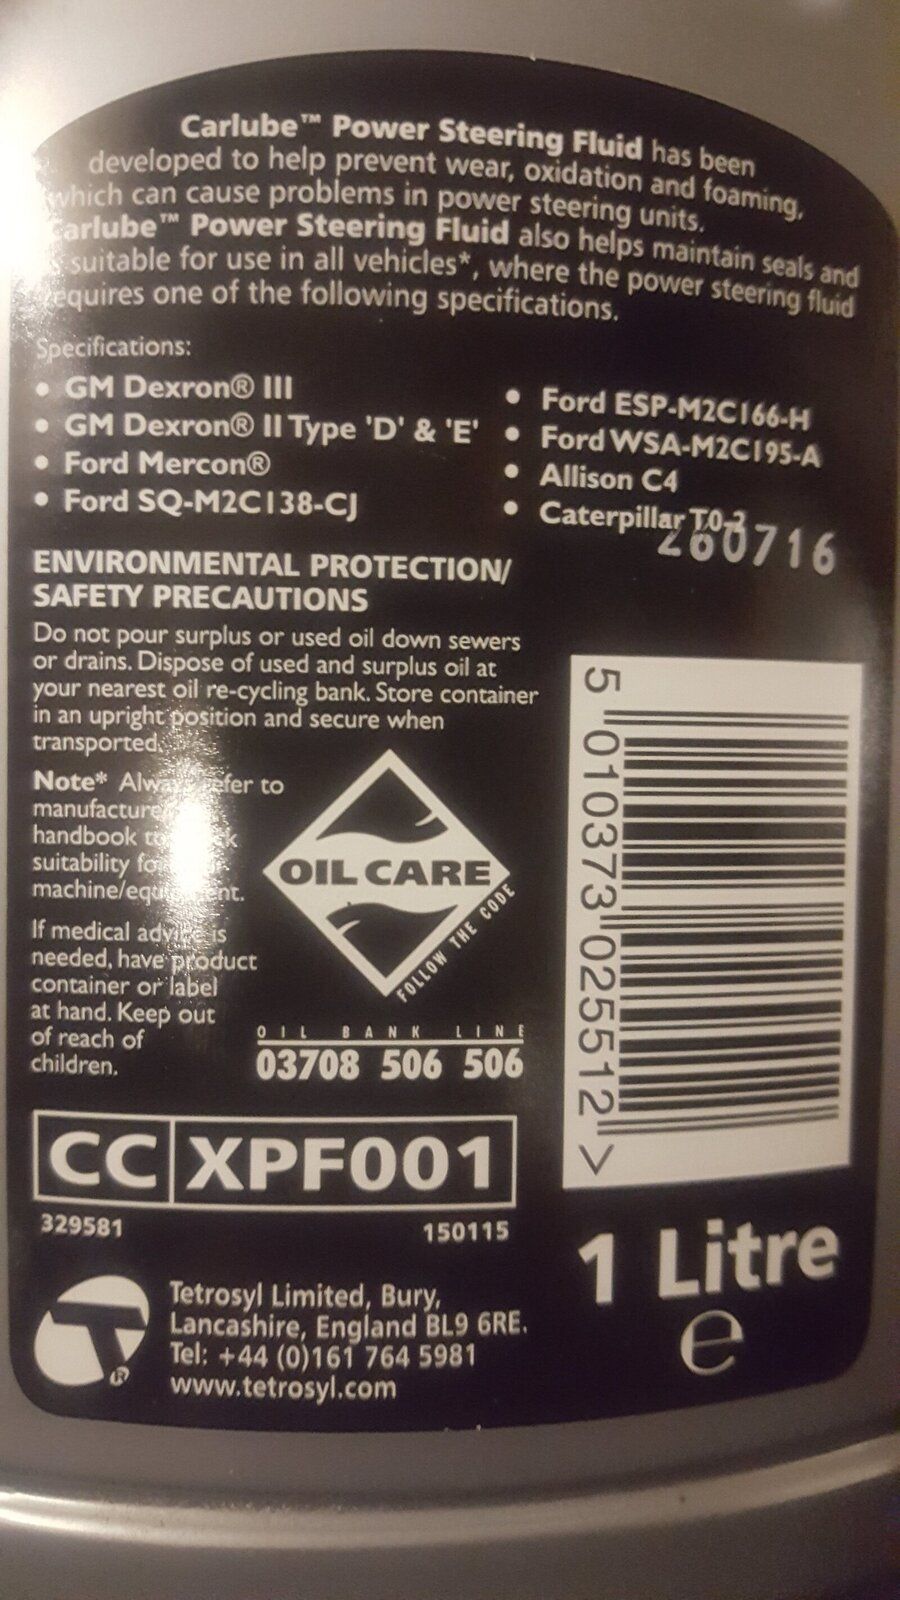 Carlube™ Power Steering Fluid has been
developed to help prevent wear, oxidation and foaming,
which can cause problems in power steering units.
Carlube™ Power Steering Fluid also helps maintain seals and
suitable for use in all vehicles*, where the power steering fluid
requires one of the following specifications.
Specifications:
• GM Dexron® III
• GM Dexron® II Type 'D' & 'E'
• Ford Mercon®
• Ford SQ-M2C138-CJ
• Ford ESP-M2C166-H
• Ford WSA-M2C195-A
• Allison C4
• Caterpillar T0-2
260716
ENVIRONMENTAL PROTECTION/
SAFETY PRECAUTIONS
Do not pour surplus or used oil down sewers
or drains. Dispose of used and surplus oil at
your nearest oil re-cycling bank. Store container
in an upright position and secure when
transported.
Note* Always refer to
manufacture
handbook
suitability
machine/equipment.
If medical advice is
needed, have product
container or label
at hand. Keep out
of reach of
children.
OIL CARE
FOLLOW THE CODE
OIL BANK LINE
03708 506 506
5 010373 025512 >
CC XPF001
329581 150115
1 Litre
e
T®
Tetrosyl Limited, Bury,
Lancashire, England BL9 6RE.
Tel: +44 (0)161 764 5981
www.tetrosyl.com